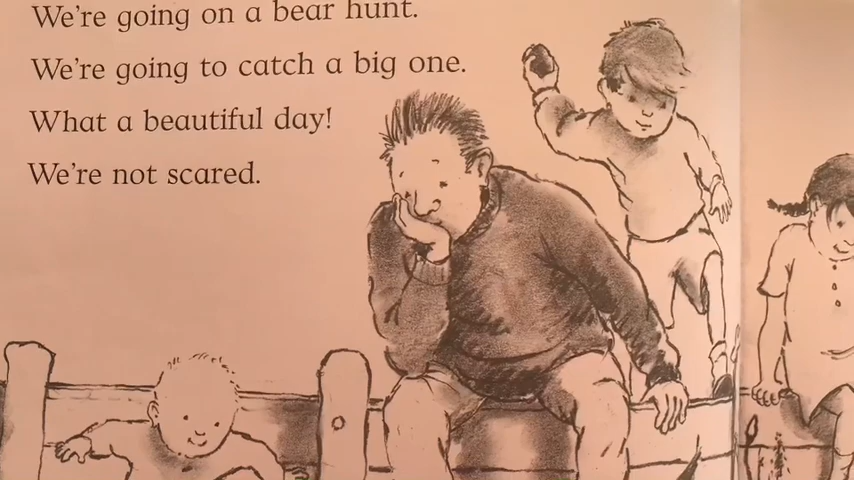 We're going on a bear hunt.
We're going to catch a big one.
What a beautiful day!
We're not scared.